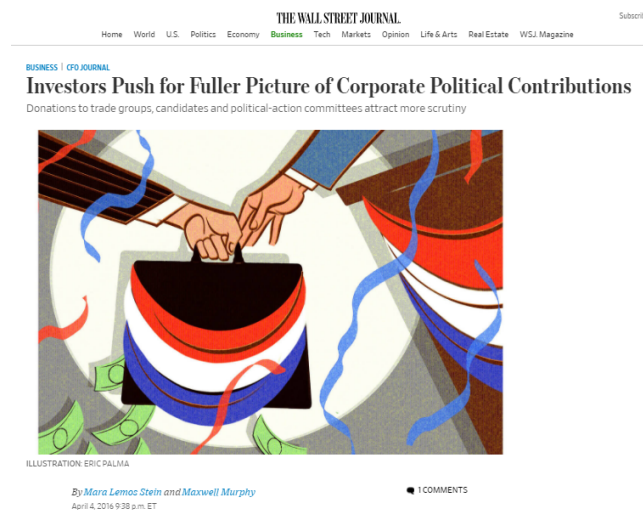 THE WALL STREET JOURNAL.
Subscri
Home World U.S. Politics Economy Business Tech Markets Opinion Life & Arts Real Estate WSJ. Magazine
BUSINESS | CFO JOURNAL
Investors Push for Fuller Picture of Corporate Political Contributions
Donations to trade groups, candidates and political-action committees attract more scrutiny
ILLUSTRATION: ERIC PALMA
By Mara Lemos Stein and Maxwell Murphy
1 COMMENTS
April 4, 2016 9:38 p.m. ET